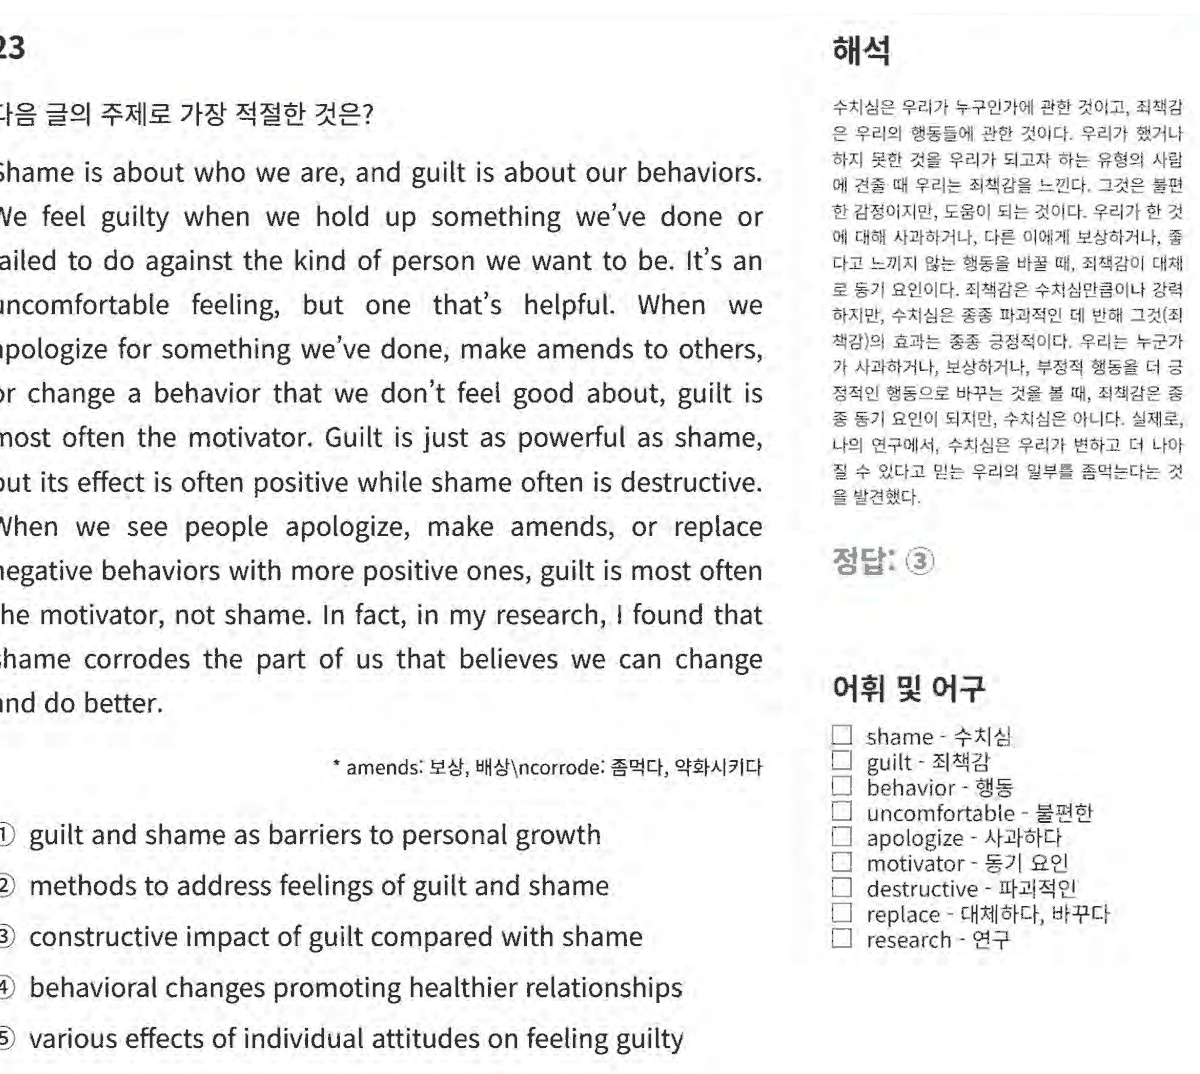 23
다음 글의 주제로 가장 적절한 것은?
Shame is about who we are, and guilt is about our behaviors.
We feel guilty when we hold up something we've done or
failed to do against the kind of person we want to be. It's an
uncomfortable feeling, but one that's helpful. When we
apologize for something we've done, make amends to others,
or change a behavior that we don't feel good about, guilt is
most often the motivator. Guilt is just as powerful as shame,
but its effect is often positive while shame often is destructive.
When we see people apologize, make amends, or replace
negative behaviors with more positive ones, guilt is most often
the motivator, not shame. In fact, in my research, I found that
shame corrodes the part of us that believes we can change
and do better.
* amends: 보상, 배상\ncorrode: 좀먹다, 약화시키다
① guilt and shame as barriers to personal growth
② methods to address feelings of guilt and shame
③ constructive impact of guilt compared with shame
④ behavioral changes promoting healthier relationships
⑤ various effects of individual attitudes on feeling guilty
해석
수치심은 우리가 누구인가에 관한 것이고, 죄책감
은 우리의 행동들에 관한 것이다. 우리가 했거나
하지 못한 것을 우리가 되고자 하는 유형의 사람
에 견줄 때 우리는 죄책감을 느낀다. 그것은 불편
한 감정이지만, 도움이 되는 것이다. 우리가 한 것
에 대해 사과하거나, 다른 이에게 보상하거나, 좋
다고 느끼지 않는 행동을 바꿀 때, 죄책감이 대체
로 동기 요인이다. 죄책감은 수치심만큼이나 강력
하지만, 수치심은 종종 파괴적인 데 반해 그것(죄
책감)의 효과는 종종 긍정적이다. 우리는 누군가
가 사과하거나, 보상하거나, 부정적 행동을 더 긍
정적인 행동으로 바꾸는 것을 볼 때, 죄책감은 종
종 동기 요인이 되지만, 수치심은 아니다. 실제로,
나의 연구에서, 수치심은 우리가 변하고 더 나아
질 수 있다고 믿는 우리의 일부를 좀먹는다는 것
을 발견했다.
정답: ③
어휘 및 어구
□ shame - 수치심
□ guilt - 죄책감
□ behavior - 행동
□ uncomfortable - 불편한
□ apologize - 사과하다
□ motivator - 동기 요인
□ destructive - 파괴적인
□ replace - 대체하다, 바꾸다
□ research - 연구